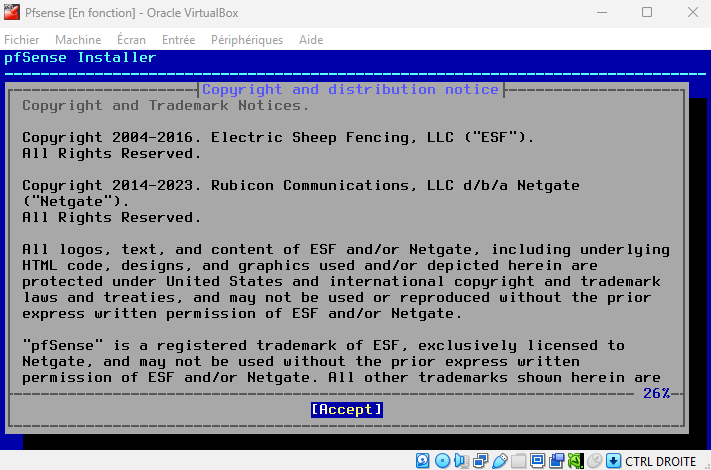 Pfsense [En fonction] - Oracle VirtualBox
Fichier Machine Écran Entrée Périphériques Aide
pfSense Installer
Copyright and distribution notice
Copyright and Trademark Notices.
Copyright 2004-2016. Electric Sheep Fencing, LLC ("ESF").
All Rights Reserved.
Copyright 2014-2023. Rubicon Communications, LLC d/b/a Netgate
("Netgate").
All Rights Reserved.
All logos, text, and content of ESF and/or Netgate, including underlying
HTML code, designs, and graphics used and/or depicted herein are
protected under United States and international copyright and trademark
laws and treaties, and may not be used or reproduced without the prior
express written permission of ESF and/or Netgate.
"pfSense" is a registered trademark of ESF, exclusively licensed to
Netgate, and may not be used without the prior express written
permission of ESF and/or Netgate. All other trademarks shown herein are
26%
[Accept]
CTRL DROITE